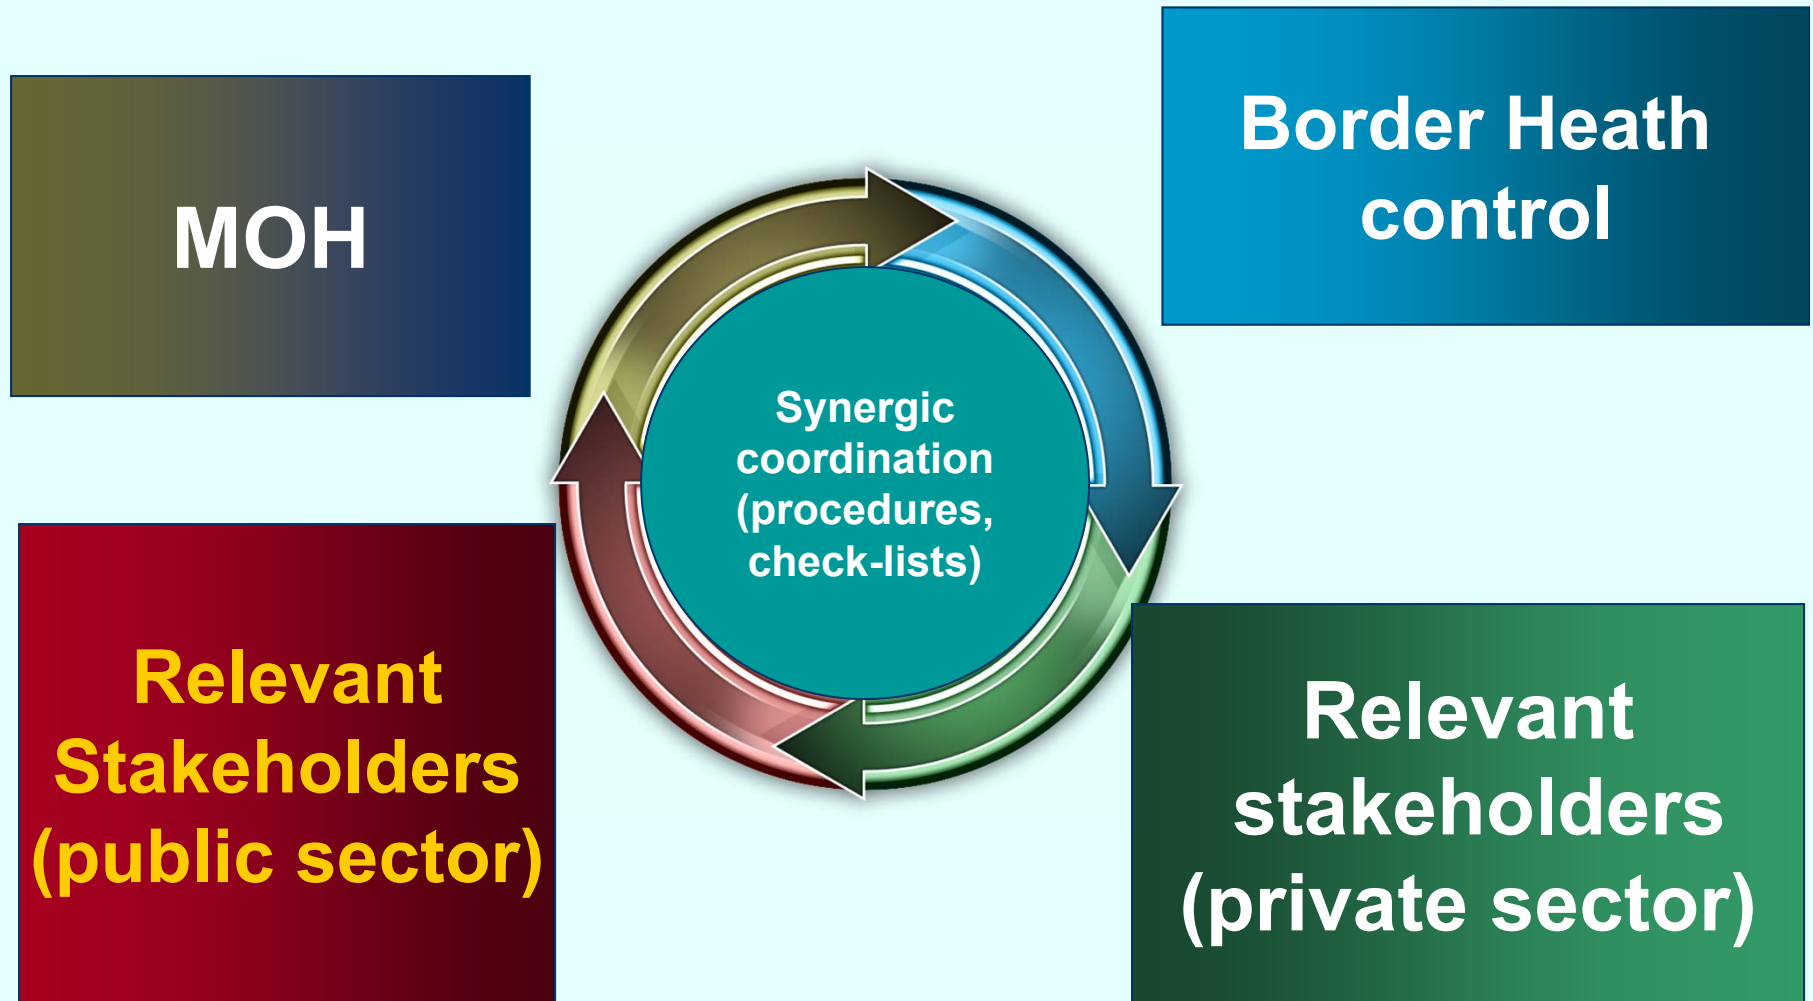 MOH
Border Heath
control
Synergic
coordination
(procedures,
check-lists)
Relevant
Stakeholders
(public sector)
Relevant
stakeholders
(private sector)